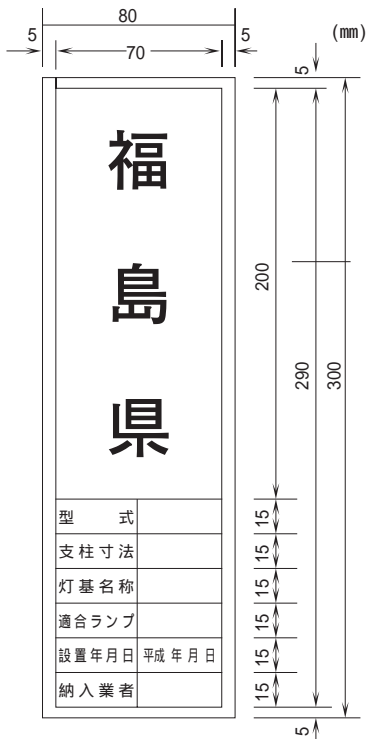 80
5 70 5 (mm)
5
福
島
県
200
290
300
型 式
15
支柱寸法
15
灯基名称
15
適合ランプ
15
設置年月日 平成 年 月 日
15
納入業者
15
5